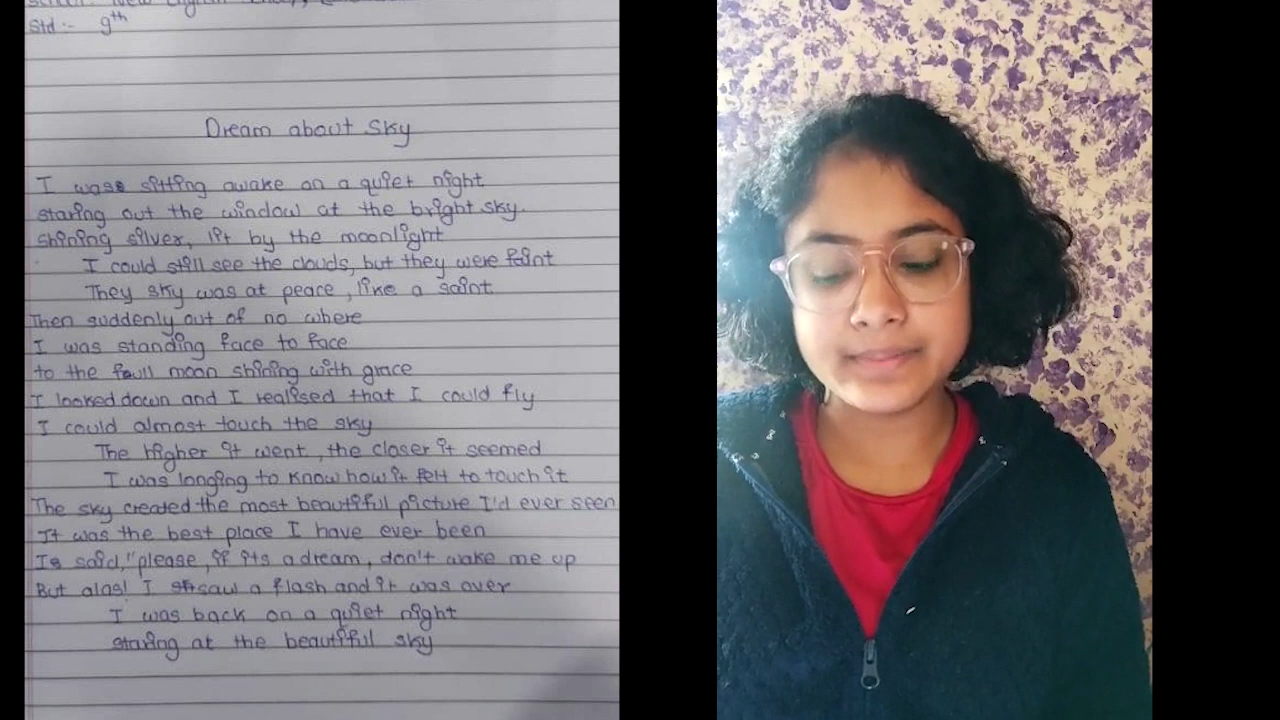 School: New English
Std :- 9th
Dream about Sky
I was sitting awake on a quiet night
staring out the window at the bright sky.
Shining silver, lit by the moonlight
I could still see the clouds, but they were faint
They sky was at peace, like a saint
Then suddenly out of no where
I was standing face to face
to the full moon shining with grace
I looked down and I realised that I could fly
I could almost touch the sky
The higher it went, the closer it seemed
I was longing to know how it felt to touch it
The sky created the most beautiful picture I'd ever seen
It was the best place I have ever been
I said, "please, if its a dream, don't wake me up
But alas! I saw a flash and it was over
I was back on a quiet night
staring at the beautiful sky